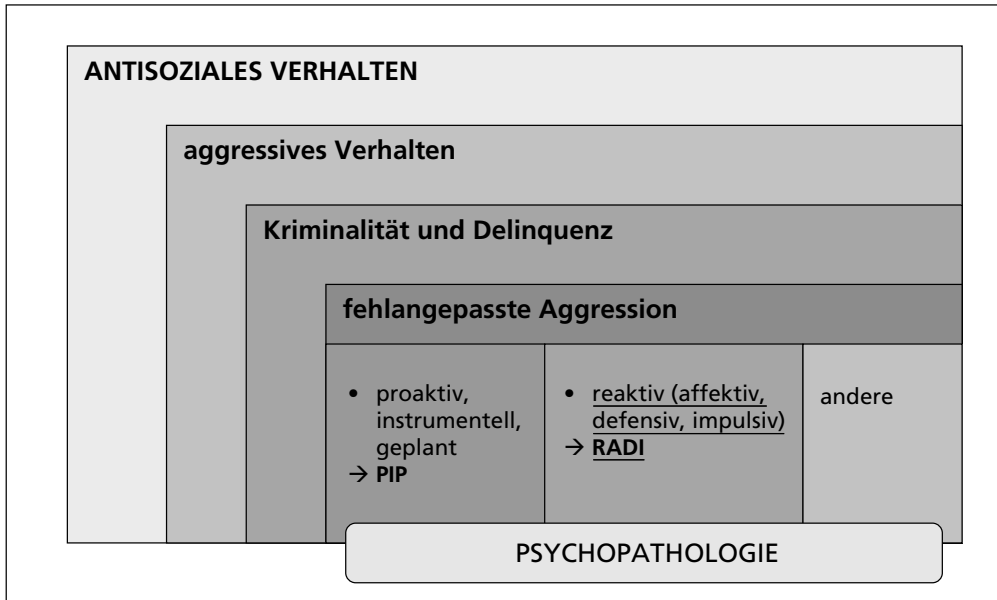 ANTISOZIALES VERHALTEN
aggressives Verhalten
Kriminalität und Delinquenz
fehlangepasste Aggression
• proaktiv,
instrumentell,
geplant
→ PIP
• reaktiv (affektiv,
defensiv, impulsiv)
→ RADI
andere
PSYCHOPATHOLOGIE